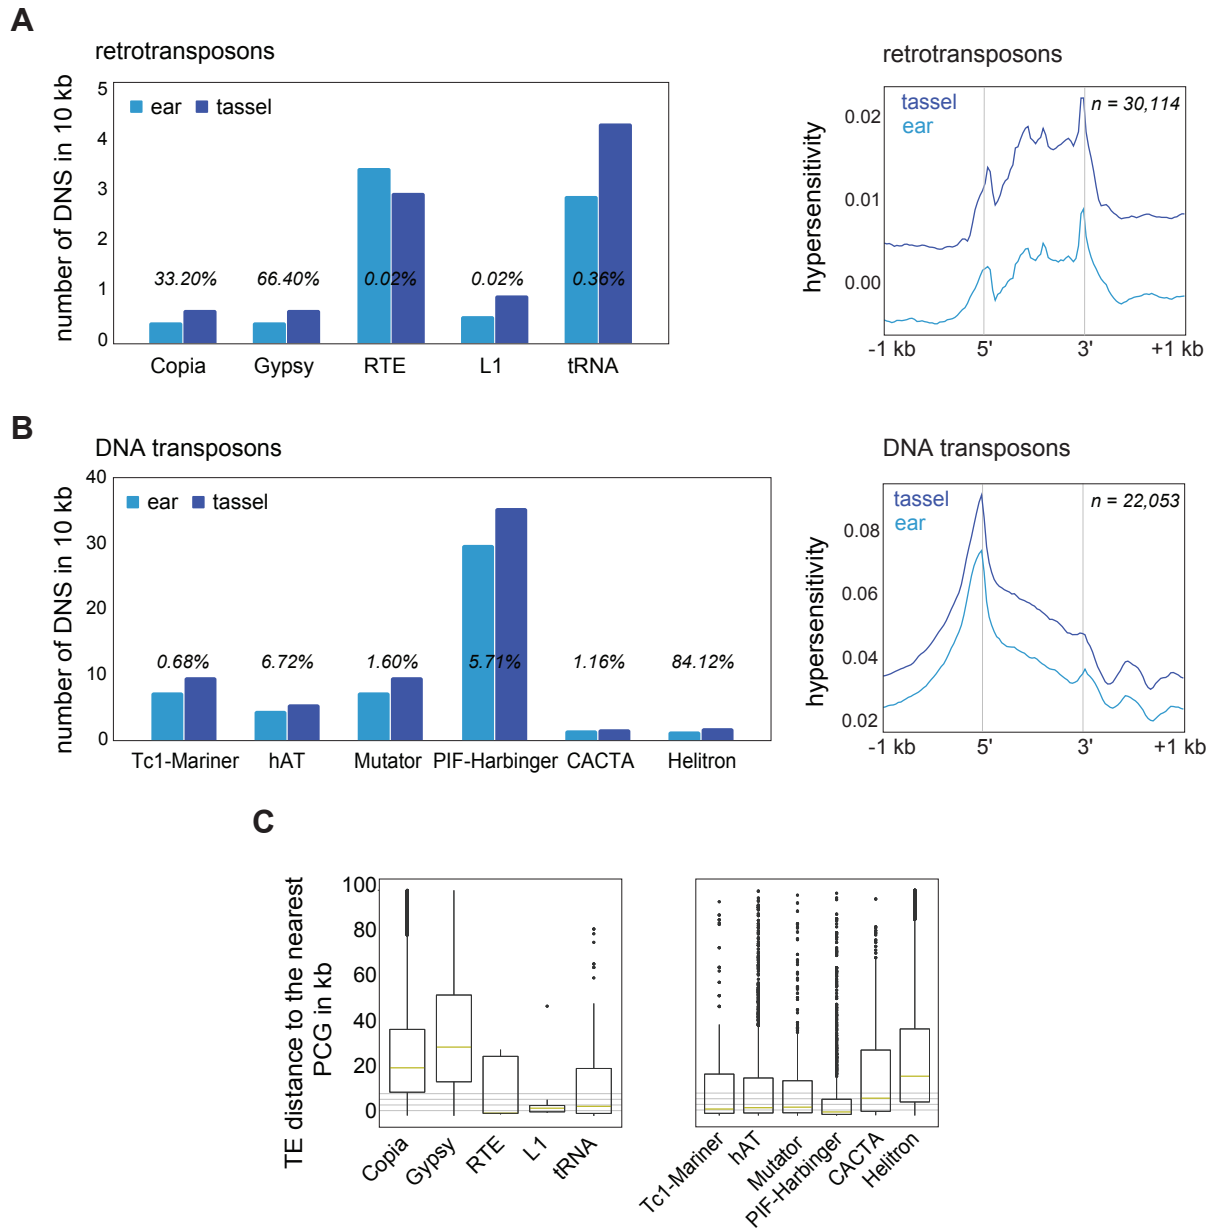 A
retrotransposons
number of DNS in 10 kb
5
4
3
2
1
0
ear tassel
33.20% 66.40% 0.02% 0.02% 0.36%
Copia Gypsy RTE L1 tRNA
retrotransposons
hypersensitivity
0.02
0.01
0.00
tassel
ear
n = 30,114
-1 kb 5' 3' +1 kb
B
DNA transposons
number of DNS in 10 kb
40
30
20
10
0
ear tassel
0.68% 6.72% 1.60% 5.71% 1.16% 84.12%
Tc1-Mariner hAT Mutator PIF-Harbinger CACTA Helitron
DNA transposons
hypersensitivity
0.08
0.06
0.04
0.02
tassel
ear
n = 22,053
-1 kb 5' 3' +1 kb
C
TE distance to the nearest
PCG in kb
100
80
60
40
20
0
Copia Gypsy RTE L1 tRNA
Tc1-Mariner hAT Mutator PIF-Harbinger CACTA Helitron